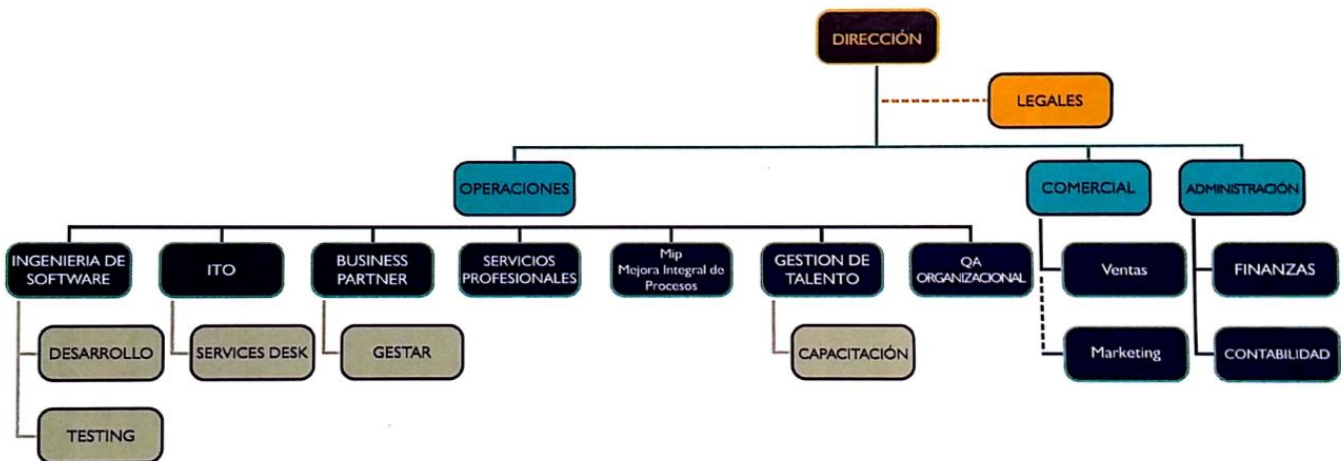 DIRECCIÓN
LEGALES
OPERACIONES
COMERCIAL
ADMINISTRACIÓN
INGENIERIA DE
SOFTWARE
ITO
BUSINESS
PARTNER
SERVICIOS
PROFESIONALES
Mip
Mejora Integral de
Procesos
GESTION DE
TALENTO
QA
ORGANIZACIONAL
Ventas
FINANZAS
DESARROLLO
SERVICES DESK
GESTAR
CAPACITACIÓN
Marketing
CONTABILIDAD
TESTING